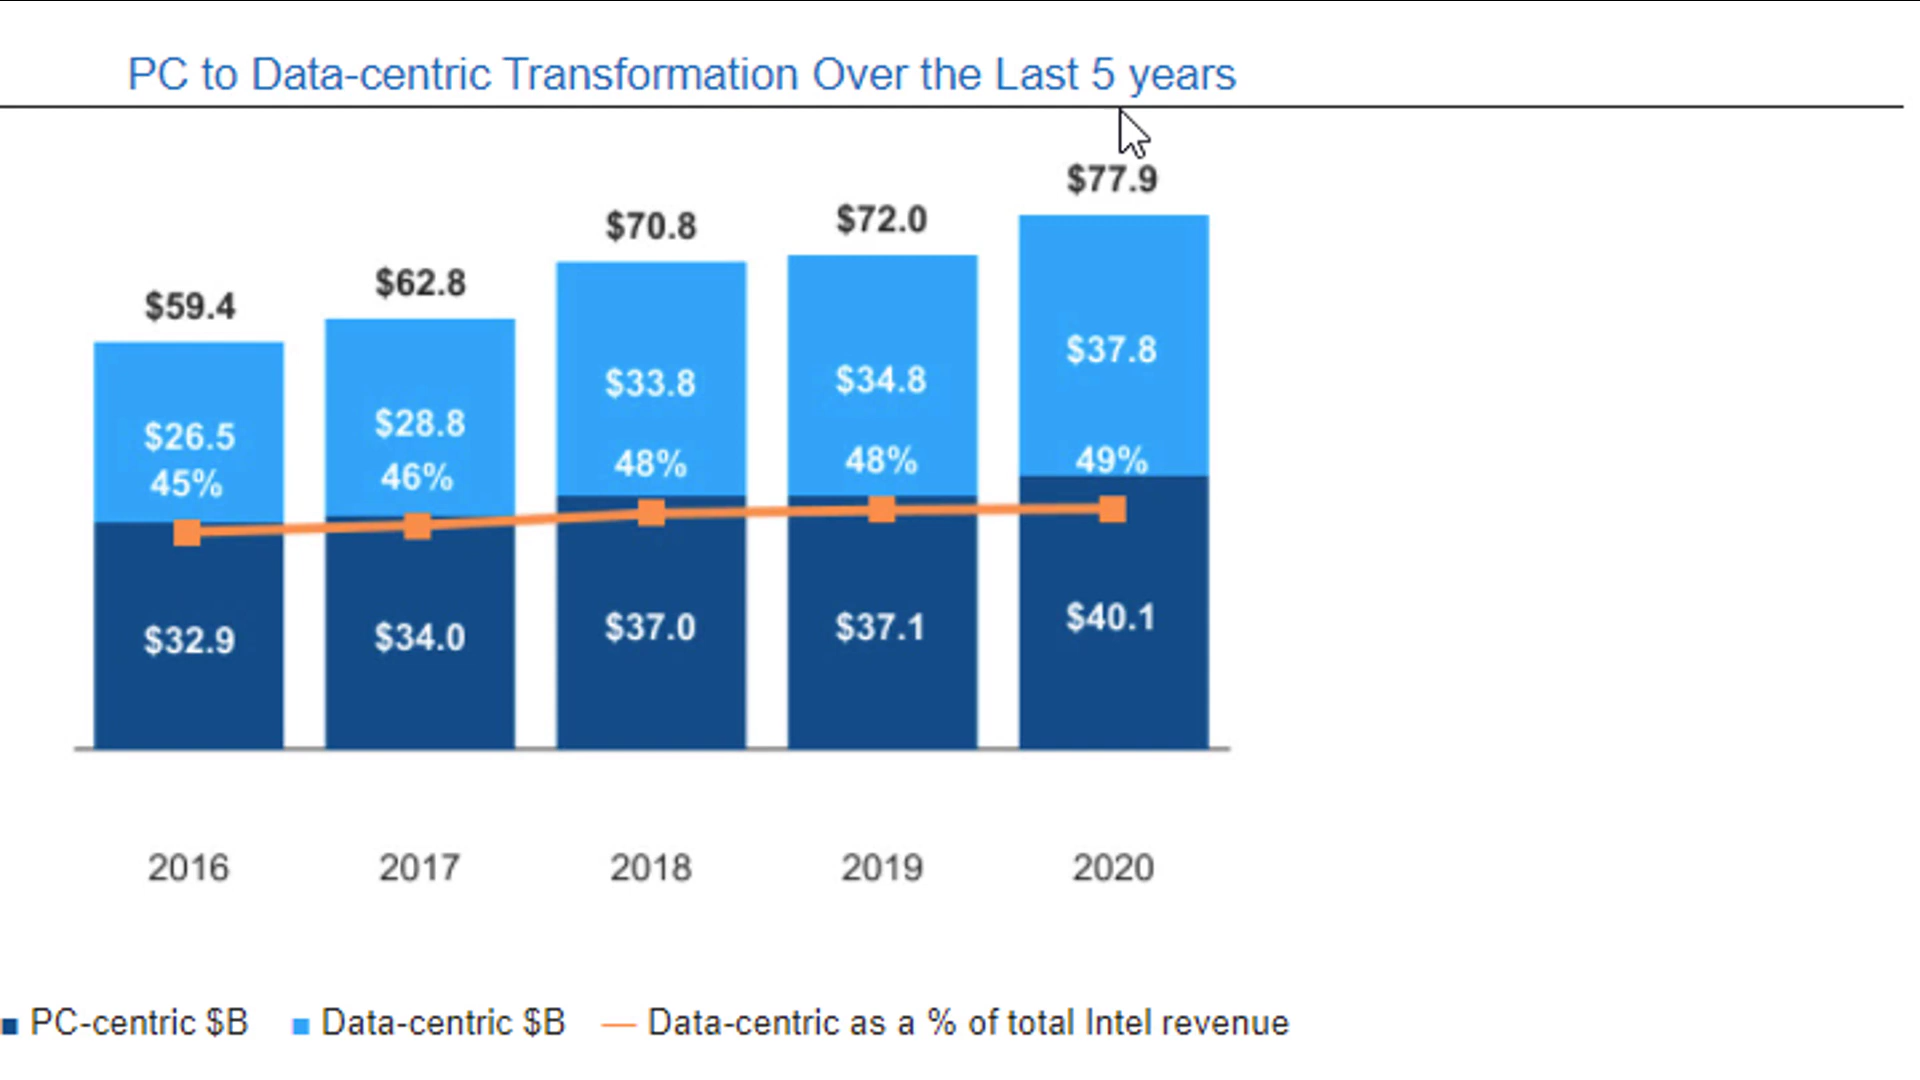 PC to Data-centric Transformation Over the Last 5 years
$59.4 $62.8 $70.8 $72.0 $77.9
$26.5 $28.8 $33.8 $34.8 $37.8
45% 46% 48% 48% 49%
$32.9 $34.0 $37.0 $37.1 $40.1
2016 2017 2018 2019 2020
PC-centric $B Data-centric $B Data-centric as a % of total Intel revenue